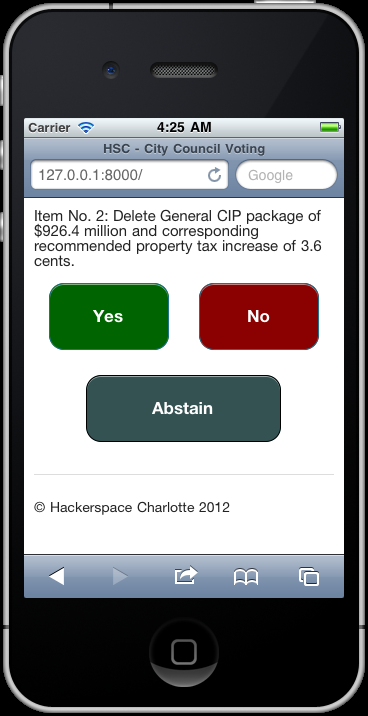 Carrier 4:25 AM
HSC - City Council Voting
127.0.0.1:8000/ Google
Item No. 2: Delete General CIP package of
$926.4 million and corresponding
recommended property tax increase of 3.6
cents.
Yes No
Abstain
© Hackerspace Charlotte 2012